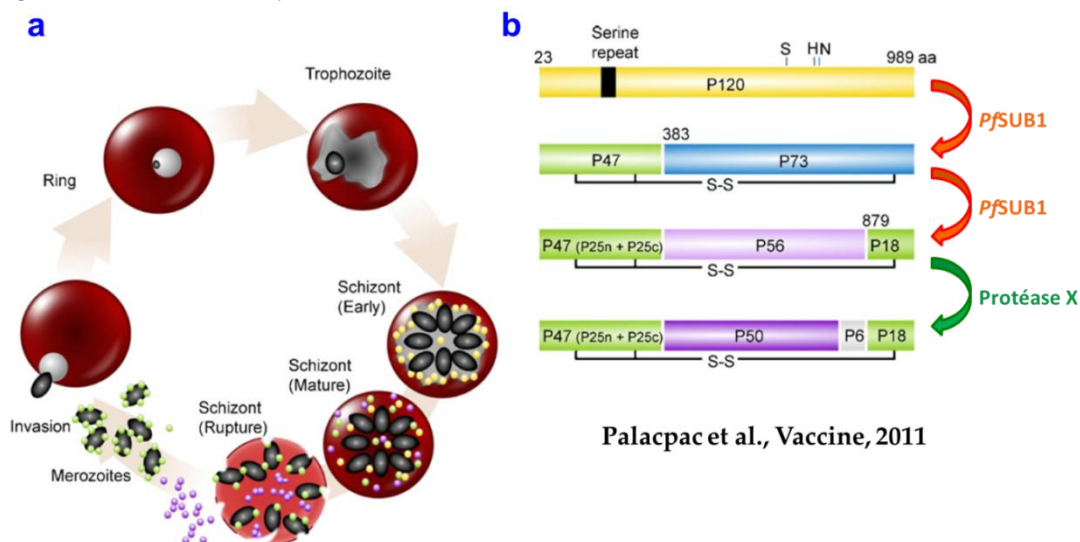 a
Trophozoite
Ring
Schizont
(Early)
Schizont
(Mature)
Schizont
(Rupture)
Invasion
Merozoites
b
Serine
repeat
23
S
HN
989 aa
P120
PfSUB1
383
P47
P73
S-S
PfSUB1
879
P47 (P25n + P25c)
P56
P18
S-S
Protéase X
P47 (P25n + P25c)
P50
P6
P18
S-S
Palacpac et al., Vaccine, 2011